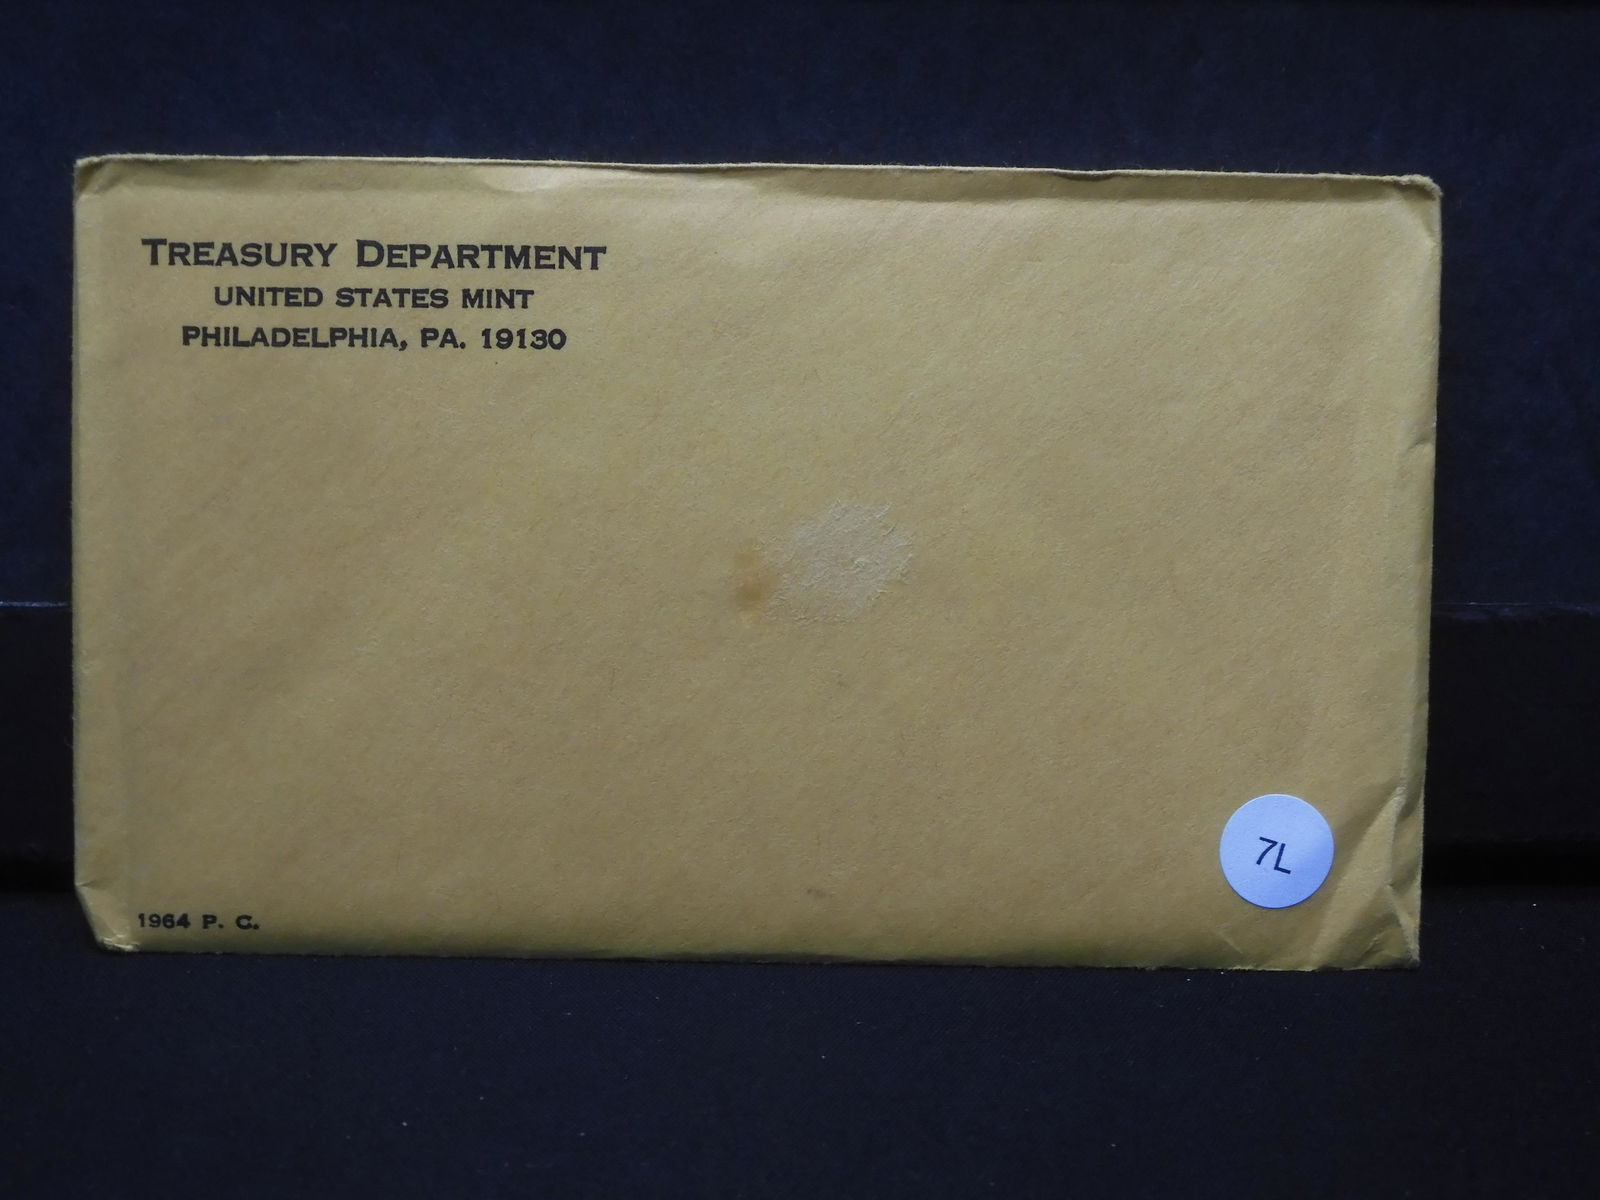 TREASURY DEPARTMENT
UNITED STATES MINT
PHILADELPHIA, PA. 19130
7L
1964 P. C.